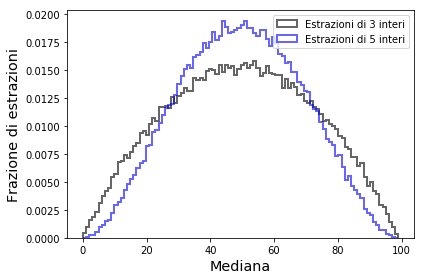 0.0200
0.0175
0.0150
0.0125
0.0100
0.0075
0.0050
0.0025
0.0000
Frazione di estrazioni
Estrazioni di 3 interi
Estrazioni di 5 interi
0 20 40 60 80 100
Mediana